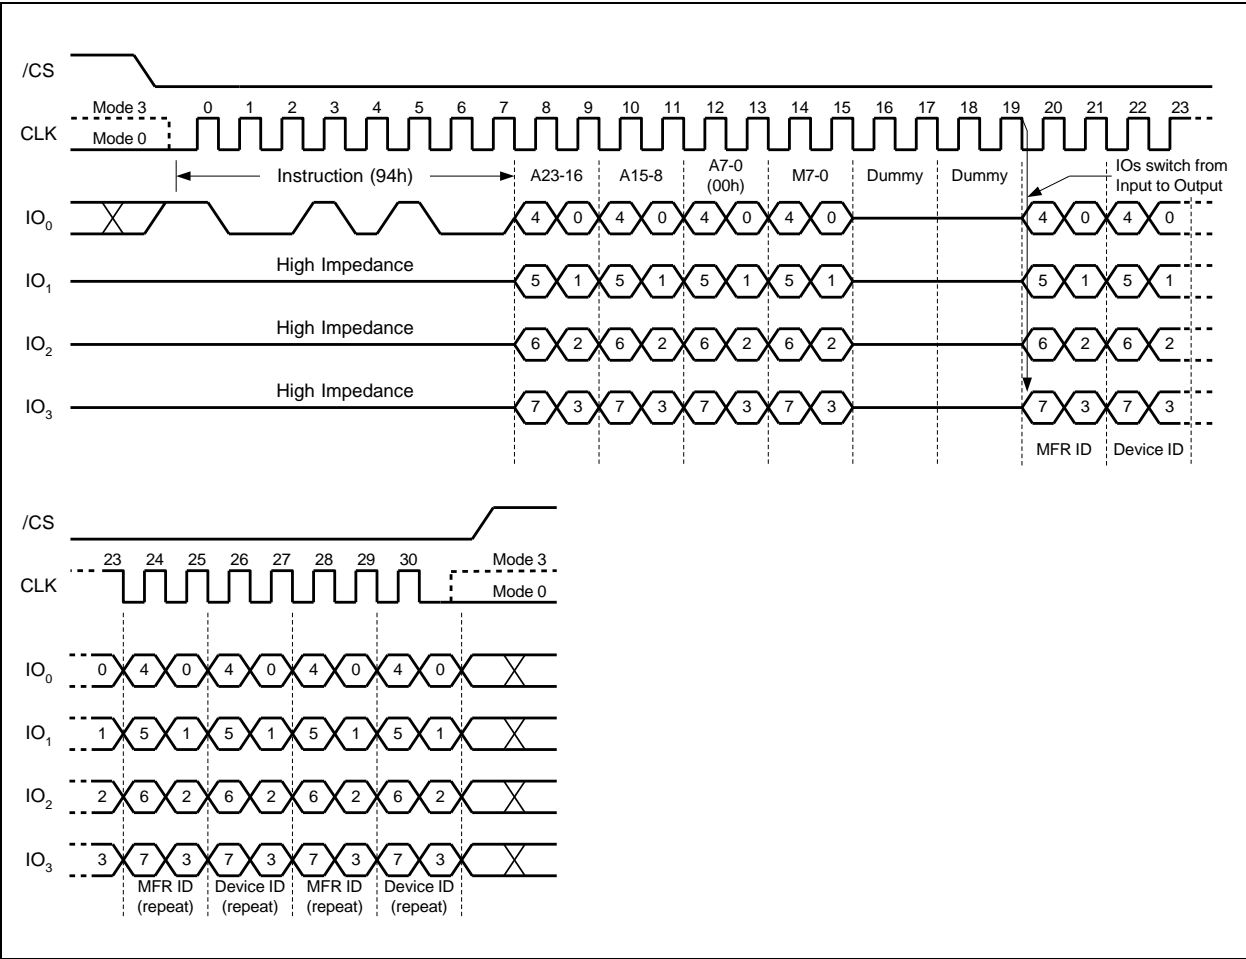 /CS
Mode 3 0 1 2 3 4 5 6 7 8 9 10 11 12 13 14 15 16 17 18 19 20 21 22 23
CLK Mode 0
Instruction (94h) A23-16 A15-8 A7-0 (00h) M7-0 Dummy Dummy IOs switch from
Input to Output
IO0 4 0 4 0 4 0 4 0 4 0 4 0
High Impedance
IO1 5 1 5 1 5 1 5 1 5 1 5 1
High Impedance
IO2 6 2 6 2 6 2 6 2 6 2 6 2
High Impedance
IO3 7 3 7 3 7 3 7 3 7 3 7 3
MFR ID Device ID
/CS
23 24 25 26 27 28 29 30 Mode 3
CLK Mode 0
IO0 0 4 0 4 0 4 0 4 0
IO1 1 5 1 5 1 5 1 5 1
IO2 2 6 2 6 2 6 2 6 2
IO3 3 7 3 7 3 7 3 7 3
MFR ID Device ID MFR ID Device ID
(repeat) (repeat) (repeat) (repeat)